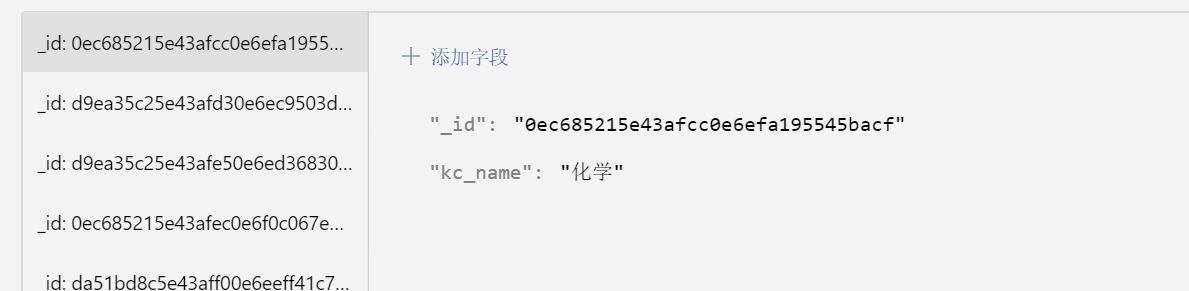 _id: 0ec685215e43afcc0e6efa1955...
_id: d9ea35c25e43afd30e6ec9503d...
_id: d9ea35c25e43afe50e6ed36830...
_id: 0ec685215e43afec0e6f0c067e...
_id: da51bd8c5e43aff00e6eeff41c7...
+ 添加字段
"_id": "0ec685215e43afcc0e6efa195545bacf"
"kc_name": "化学"